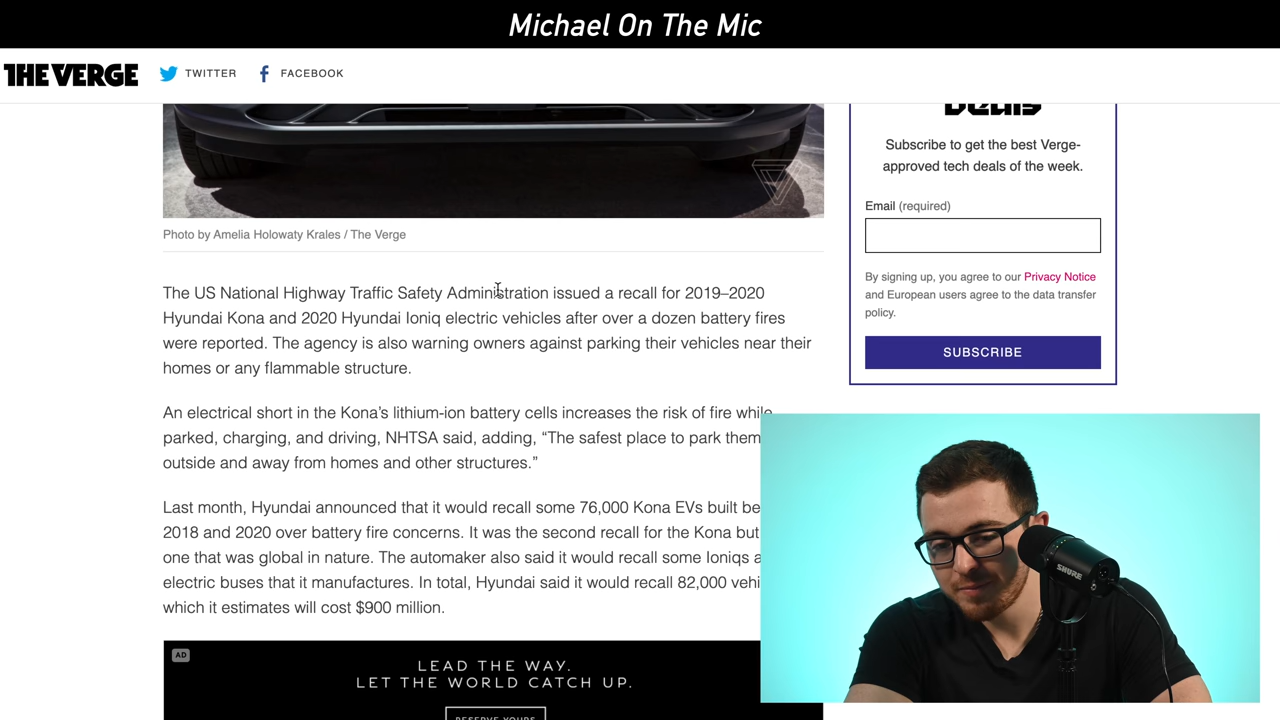 Michael On The Mic
THE VERGE
TWITTER
FACEBOOK
Deals
Subscribe to get the best Verge-
approved tech deals of the week.
Email (required)
By signing up, you agree to our Privacy Notice
and European users agree to the data transfer
policy.
SUBSCRIBE
Photo by Amelia Holowaty Krales / The Verge
The US National Highway Traffic Safety Administration issued a recall for 2019–2020
Hyundai Kona and 2020 Hyundai Ioniq electric vehicles after over a dozen battery fires
were reported. The agency is also warning owners against parking their vehicles near their
homes or any flammable structure.
An electrical short in the Kona’s lithium-ion battery cells increases the risk of fire while
parked, charging, and driving, NHTSA said, adding, “The safest place to park them
outside and away from homes and other structures.”
Last month, Hyundai announced that it would recall some 76,000 Kona EVs built
2018 and 2020 over battery fire concerns. It was the second recall for the Kona but
one that was global in nature. The automaker also said it would recall some Ioniqs
electric buses that it manufactures. In total, Hyundai said it would recall 82,000
which it estimates will cost $900 million.
AD
LEAD THE WAY.
LET THE WORLD CATCH UP.
RESERVE YOURS
SHURE